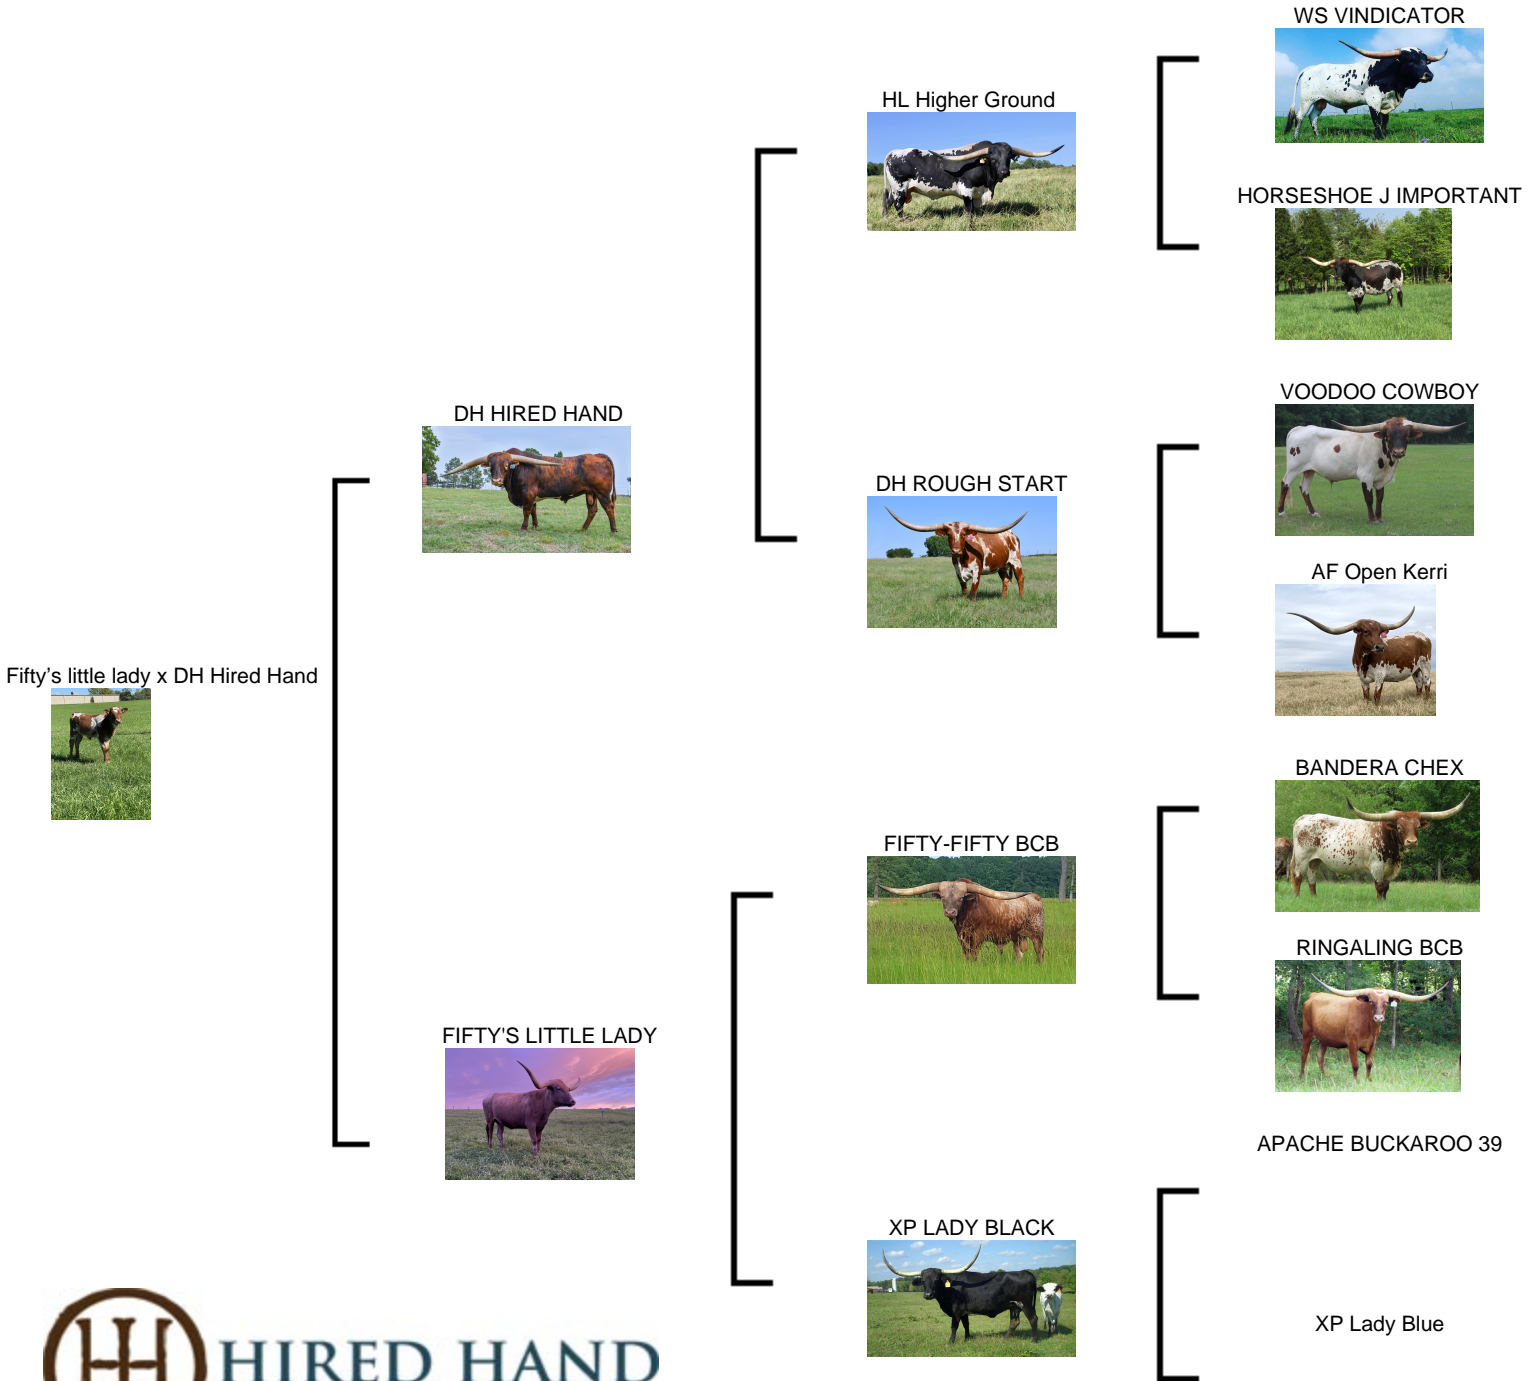 WS VINDICATOR
HL Higher Ground
HORSESHOE J IMPORTANT
DH HIRED HAND
VOODOO COWBOY
DH ROUGH START
AF Open Kerri
Fifty's little lady x DH Hired Hand
BANDERA CHEX
FIFTY-FIFTY BCB
RINGALING BCB
FIFTY'S LITTLE LADY
APACHE BUCKAROO 39
XP LADY BLACK
XP Lady Blue
HIRED HAND